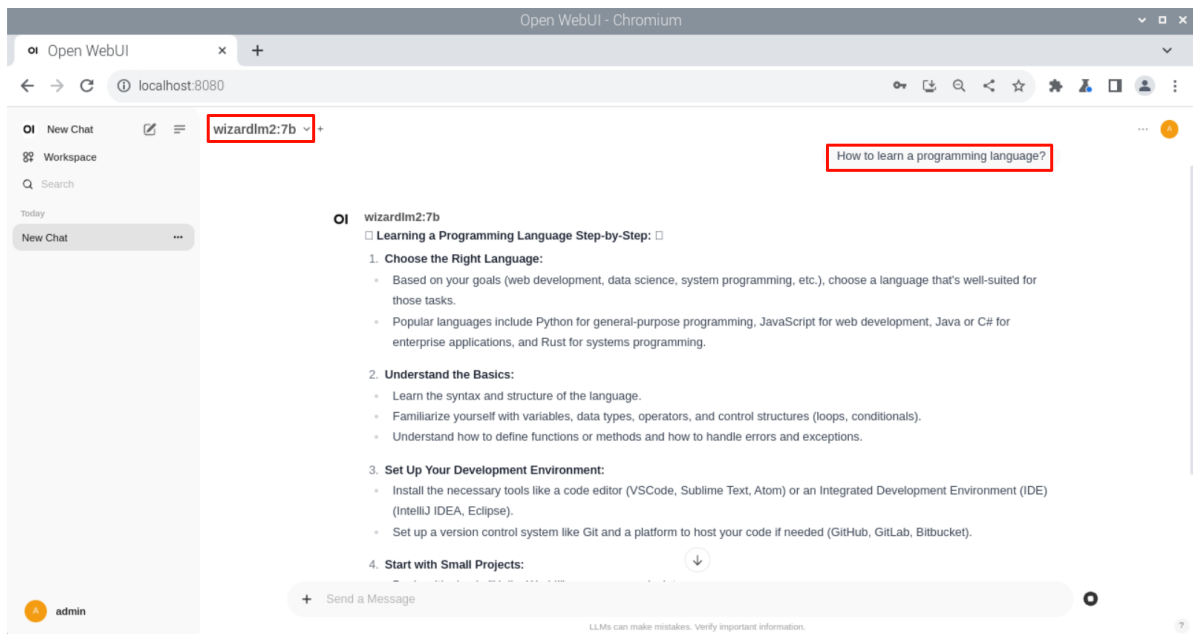 Open WebUI - Chromium
OI Open WebUI
localhost:8080
OI New Chat
wizardlm2:7b
Workspace
How to learn a programming language?
Search
Today
New Chat
OI wizardlm2:7b
Learning a Programming Language Step-by-Step:
1. Choose the Right Language:
Based on your goals (web development, data science, system programming, etc.), choose a language that's well-suited for
those tasks.
Popular languages include Python for general-purpose programming, JavaScript for web development, Java or C# for
enterprise applications, and Rust for systems programming.
2. Understand the Basics:
Learn the syntax and structure of the language.
Familiarize yourself with variables, data types, operators, and control structures (loops, conditionals).
Understand how to define functions or methods and how to handle errors and exceptions.
3. Set Up Your Development Environment:
Install the necessary tools like a code editor (VSCode, Sublime Text, Atom) or an Integrated Development Environment (IDE)
(IntelliJ IDEA, Eclipse).
Set up a version control system like Git and a platform to host your code if needed (GitHub, GitLab, Bitbucket).
4. Start with Small Projects:
Send a Message
A admin
LLMs can make mistakes. Verify important information.
A
?